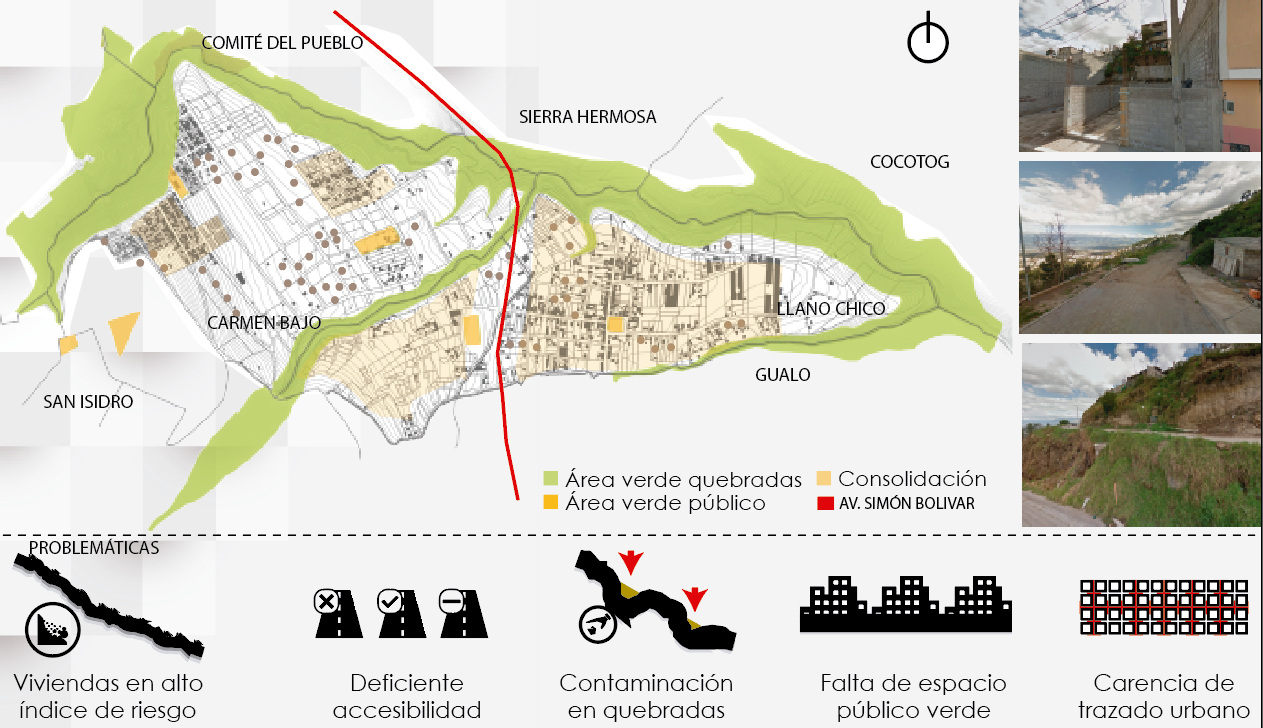 COMITÉ DEL PUEBLO
SIERRA HERMOSA
COCOTOG
LLANO CHICO
CARMEN BAJO
GUALO
SAN ISIDRO
Área verde quebradas
Consolidación
Área verde público
AV. SIMÓN BOLIVAR
PROBLEMÁTICAS
Viviendas en alto
índice de riesgo
Deficiente
accesibilidad
Contaminación
en quebradas
Falta de espacio
público verde
Carencia de
trazado urbano